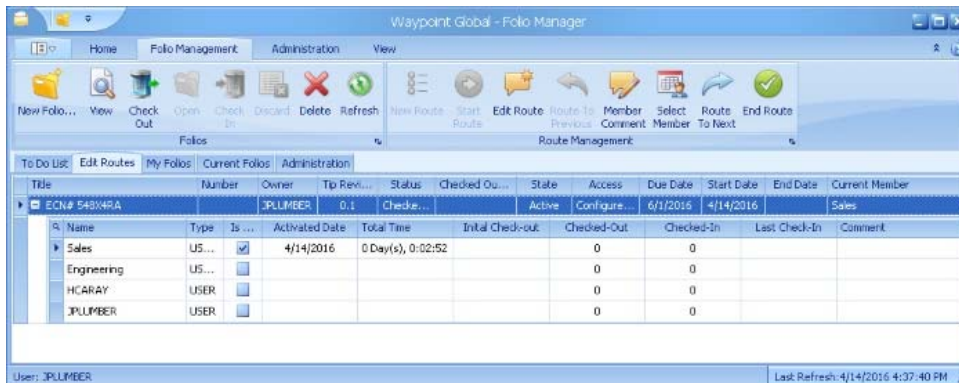 Waypoint Global - Folio Manager
Home Folio Management Administration View
New Folio... View Check Out Open Check In Discard Delete Refresh New Route Start Route Edit Route Route To Previous Member Comment Select Member Route To Next End Route
Folios Route Management
To Do List Edit Routes My Folios Current Folios Administration
Title Number Owner Tip Revi... Status Checked Ou... State Access Due Date Start Date End Date Current Member
ECN# 548X4RA JPLUMBER 0.1 Checke... Active Configure... 6/1/2016 4/14/2016 Sales
Name Type Is ... Activated Date Total Time Inital Check-out Checked-Out Checked-In Last Check-In Comment
Sales US... 4/14/2016 0 Day(s), 0:02:52 0 0
Engineering US... 0 0
HCARAY USER 0 0
JPLUMBER USER 0 0
User: JPLUMBER Last Refresh:4/14/2016 4:37:40 PM